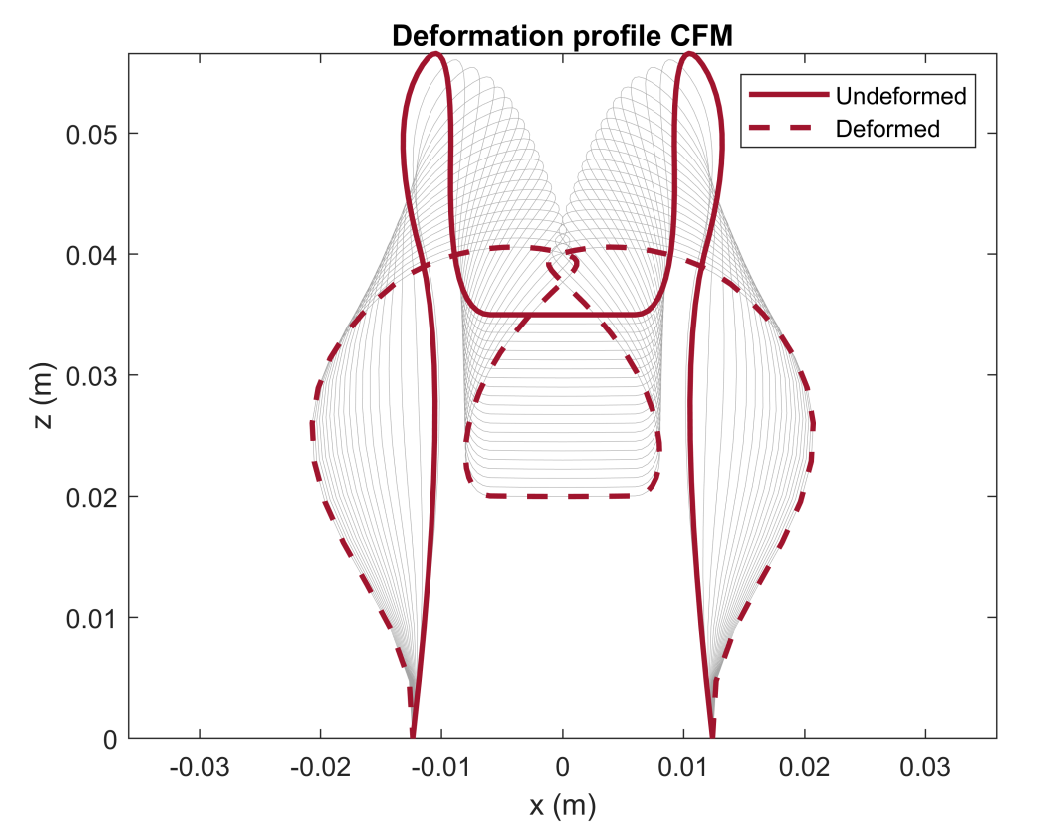 Deformation profile CFM
Undeformed
Deformed
0.05
0.04
0.03
0.02
0.01
0
z (m)
-0.03 -0.02 -0.01 0 0.01 0.02 0.03
x (m)